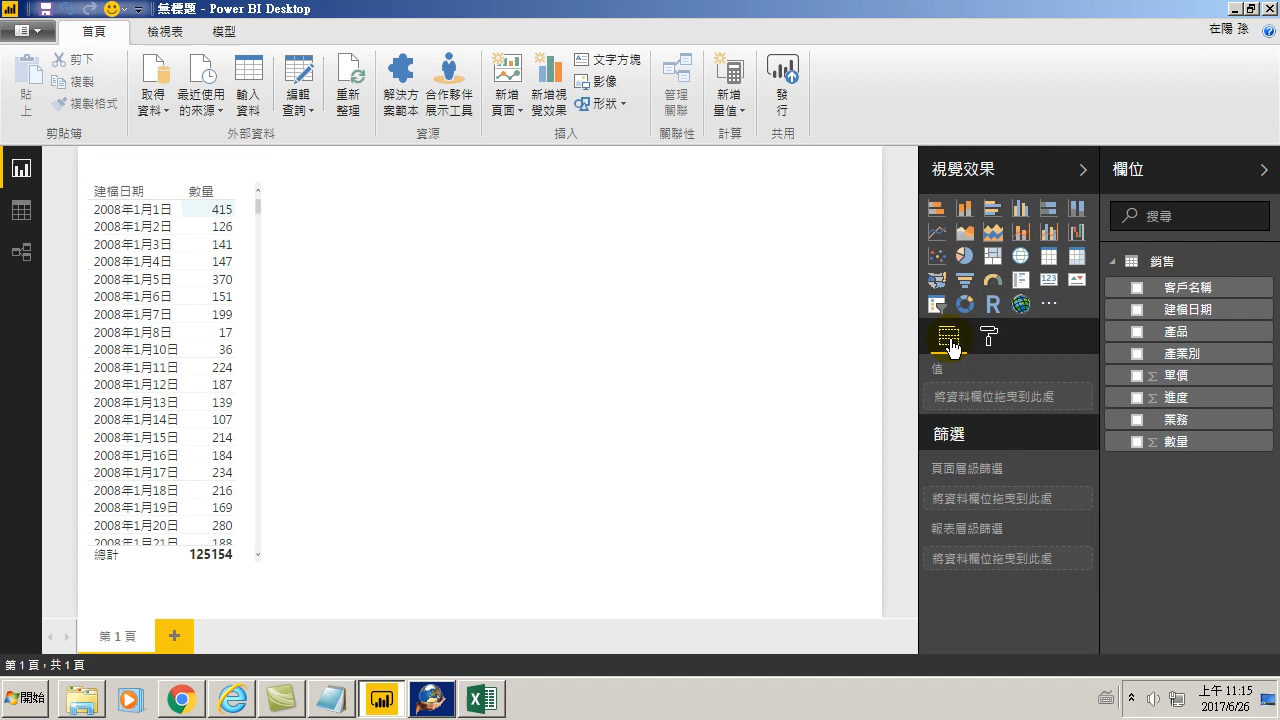 無標題 - Power BI Desktop
首頁 檢視表 模型 在陽 孫
貼上
剪下
複製
複製格式
取得資料
最近使用的來源
輸入資料
編輯查詢
重新整理
解決方案範本
合作夥伴展示工具
新增頁面
新增視覺效果
文字方塊
影像
形狀
管理關聯
新增量值
發行
剪貼簿 外部資料 資源 插入 關聯性 計算 共用
建檔日期 數量
2008年1月1日 415
2008年1月2日 126
2008年1月3日 141
2008年1月4日 147
2008年1月5日 370
2008年1月6日 151
2008年1月7日 199
2008年1月8日 17
2008年1月10日 36
2008年1月11日 224
2008年1月12日 187
2008年1月13日 139
2008年1月14日 107
2008年1月15日 214
2008年1月16日 184
2008年1月17日 234
2008年1月18日 216
2008年1月19日 169
2008年1月20日 280
2008年1月21日 188
總計 125154
視覺效果
R
123
值
將資料欄位拖曳到此處
篩選
頁面層級篩選
將資料欄位拖曳到此處
報表層級篩選
將資料欄位拖曳到此處
欄位
搜尋
銷售
客戶名稱
建檔日期
產品
產業別
Σ 單價
Σ 進度
業務
Σ 數量
第 1 頁
第 1 頁，共 1 頁
開始
上午 11:15
2017/6/26